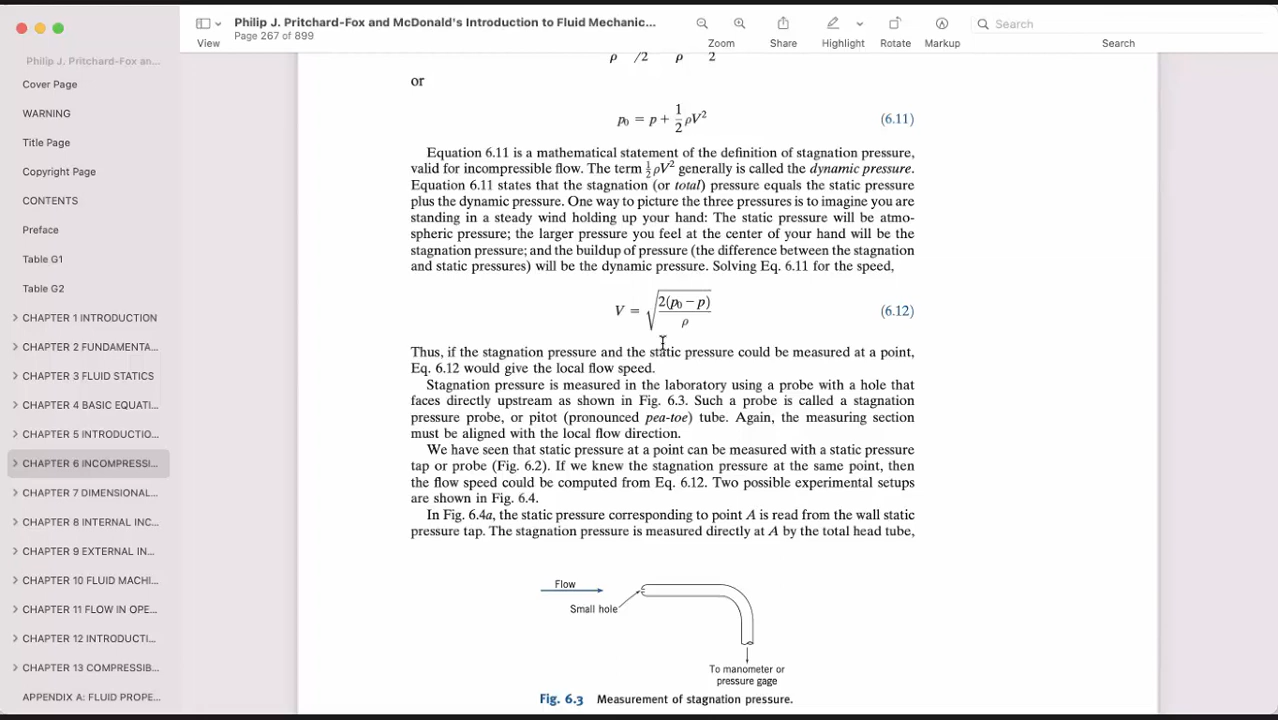 Philip J. Pritchard-Fox and McDonald's Introduction to Fluid Mechanic...
Page 267 of 899
View
Zoom
Share
Highlight
Rotate
Markup
Search
Search
Philip J. Pritchard-Fox an...
Cover Page
WARNING
Title Page
Copyright Page
CONTENTS
Preface
Table G1
Table G2
CHAPTER 1 INTRODUCTION
CHAPTER 2 FUNDAMENTA...
CHAPTER 3 FLUID STATICS
CHAPTER 4 BASIC EQUATI...
CHAPTER 5 INTRODUCTIO...
CHAPTER 6 INCOMPRESSI...
CHAPTER 7 DIMENSIONAL...
CHAPTER 8 INTERNAL INC...
CHAPTER 9 EXTERNAL IN...
CHAPTER 10 FLUID MACHI...
CHAPTER 11 FLOW IN OPE...
CHAPTER 12 INTRODUCTI...
CHAPTER 13 COMPRESSIB...
APPENDIX A: FLUID PROPE...
ρ /2 ρ 2
or
p₀ = p + 1/2 ρV² (6.11)
Equation 6.11 is a mathematical statement of the definition of stagnation pressure,
valid for incompressible flow. The term ½ρV² generally is called the dynamic pressure.
Equation 6.11 states that the stagnation (or total) pressure equals the static pressure
plus the dynamic pressure. One way to picture the three pressures is to imagine you are
standing in a steady wind holding up your hand: The static pressure will be atmo-
spheric pressure; the larger pressure you feel at the center of your hand will be the
stagnation pressure; and the buildup of pressure (the difference between the stagnation
and static pressures) will be the dynamic pressure. Solving Eq. 6.11 for the speed,
V = √(2(p₀ − p)/ρ) (6.12)
Thus, if the stagnation pressure and the static pressure could be measured at a point,
Eq. 6.12 would give the local flow speed.
Stagnation pressure is measured in the laboratory using a probe with a hole that
faces directly upstream as shown in Fig. 6.3. Such a probe is called a stagnation
pressure probe, or pitot (pronounced pea-toe) tube. Again, the measuring section
must be aligned with the local flow direction.
We have seen that static pressure at a point can be measured with a static pressure
tap or probe (Fig. 6.2). If we knew the stagnation pressure at the same point, then
the flow speed could be computed from Eq. 6.12. Two possible experimental setups
are shown in Fig. 6.4.
In Fig. 6.4a, the static pressure corresponding to point A is read from the wall static
pressure tap. The stagnation pressure is measured directly at A by the total head tube,
Flow
Small hole
To manometer or
pressure gage
Fig. 6.3 Measurement of stagnation pressure.